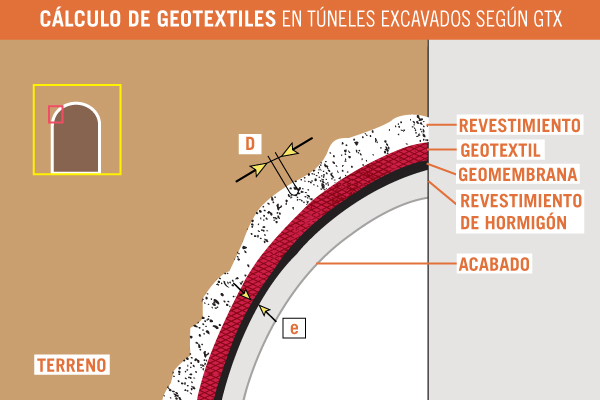 CÁLCULO DE GEOTEXTILES EN TÚNELES EXCAVADOS SEGÚN GTX
D
REVESTIMIENTO
GEOTEXTIL
GEOMEMBRANA
REVESTIMIENTO
DE HORMIGÓN
ACABADO
e
TERRENO